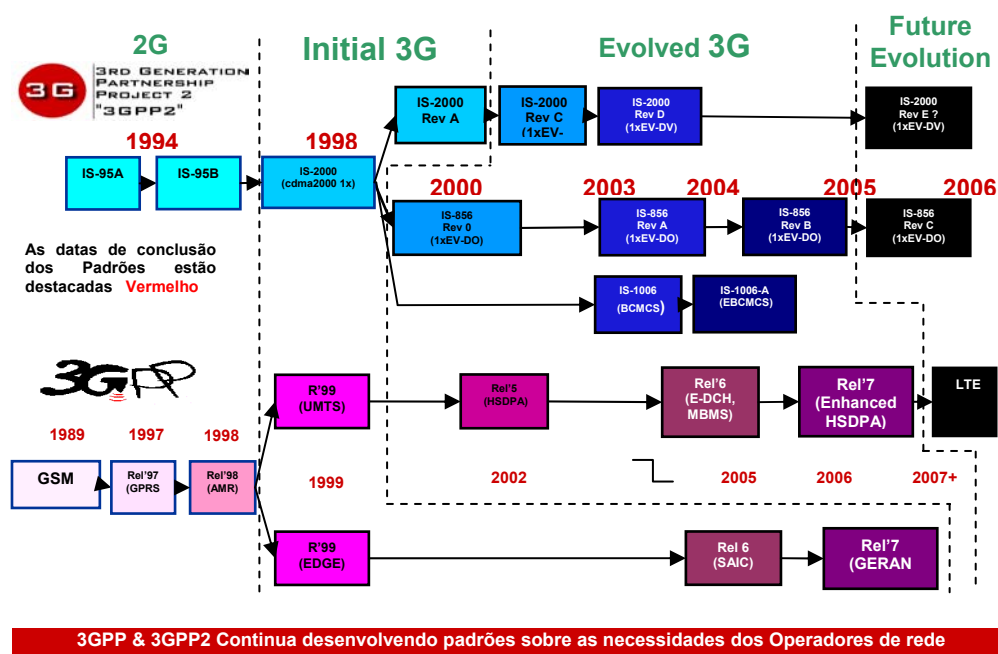 2G
Initial 3G
Evolved 3G
Future
Evolution
3G
3RD GENERATION
PARTNERSHIP
PROJECT 2
"3GPP2"
IS-2000
Rev A
IS-2000
Rev C
(1xEV-
IS-2000
Rev D
(1xEV-DV)
IS-2000
Rev E ?
(1xEV-DV)
1994
1998
IS-95A
IS-95B
IS-2000
(cdma2000 1x)
2000
2003
2004
2005
2006
IS-856
Rev 0
(1xEV-DO)
IS-856
Rev A
(1xEV-DO)
IS-856
Rev B
(1xEV-DO)
IS-856
Rev C
(1xEV-DO)
As datas de conclusão
dos Padrões estão
destacadas Vermelho
IS-1006
(BCMCS)
IS-1006-A
(EBCMCS)
3GPP
R'99
(UMTS)
Rel'5
(HSDPA)
Rel'6
(E-DCH,
MBMS)
Rel'7
(Enhanced
HSDPA)
LTE
1989
1997
1998
GSM
Rel'97
(GPRS
Rel'98
(AMR)
1999
2002
2005
2006
2007+
R'99
(EDGE)
Rel 6
(SAIC)
Rel'7
(GERAN
3GPP & 3GPP2 Continua desenvolvendo padrões sobre as necessidades dos Operadores de rede